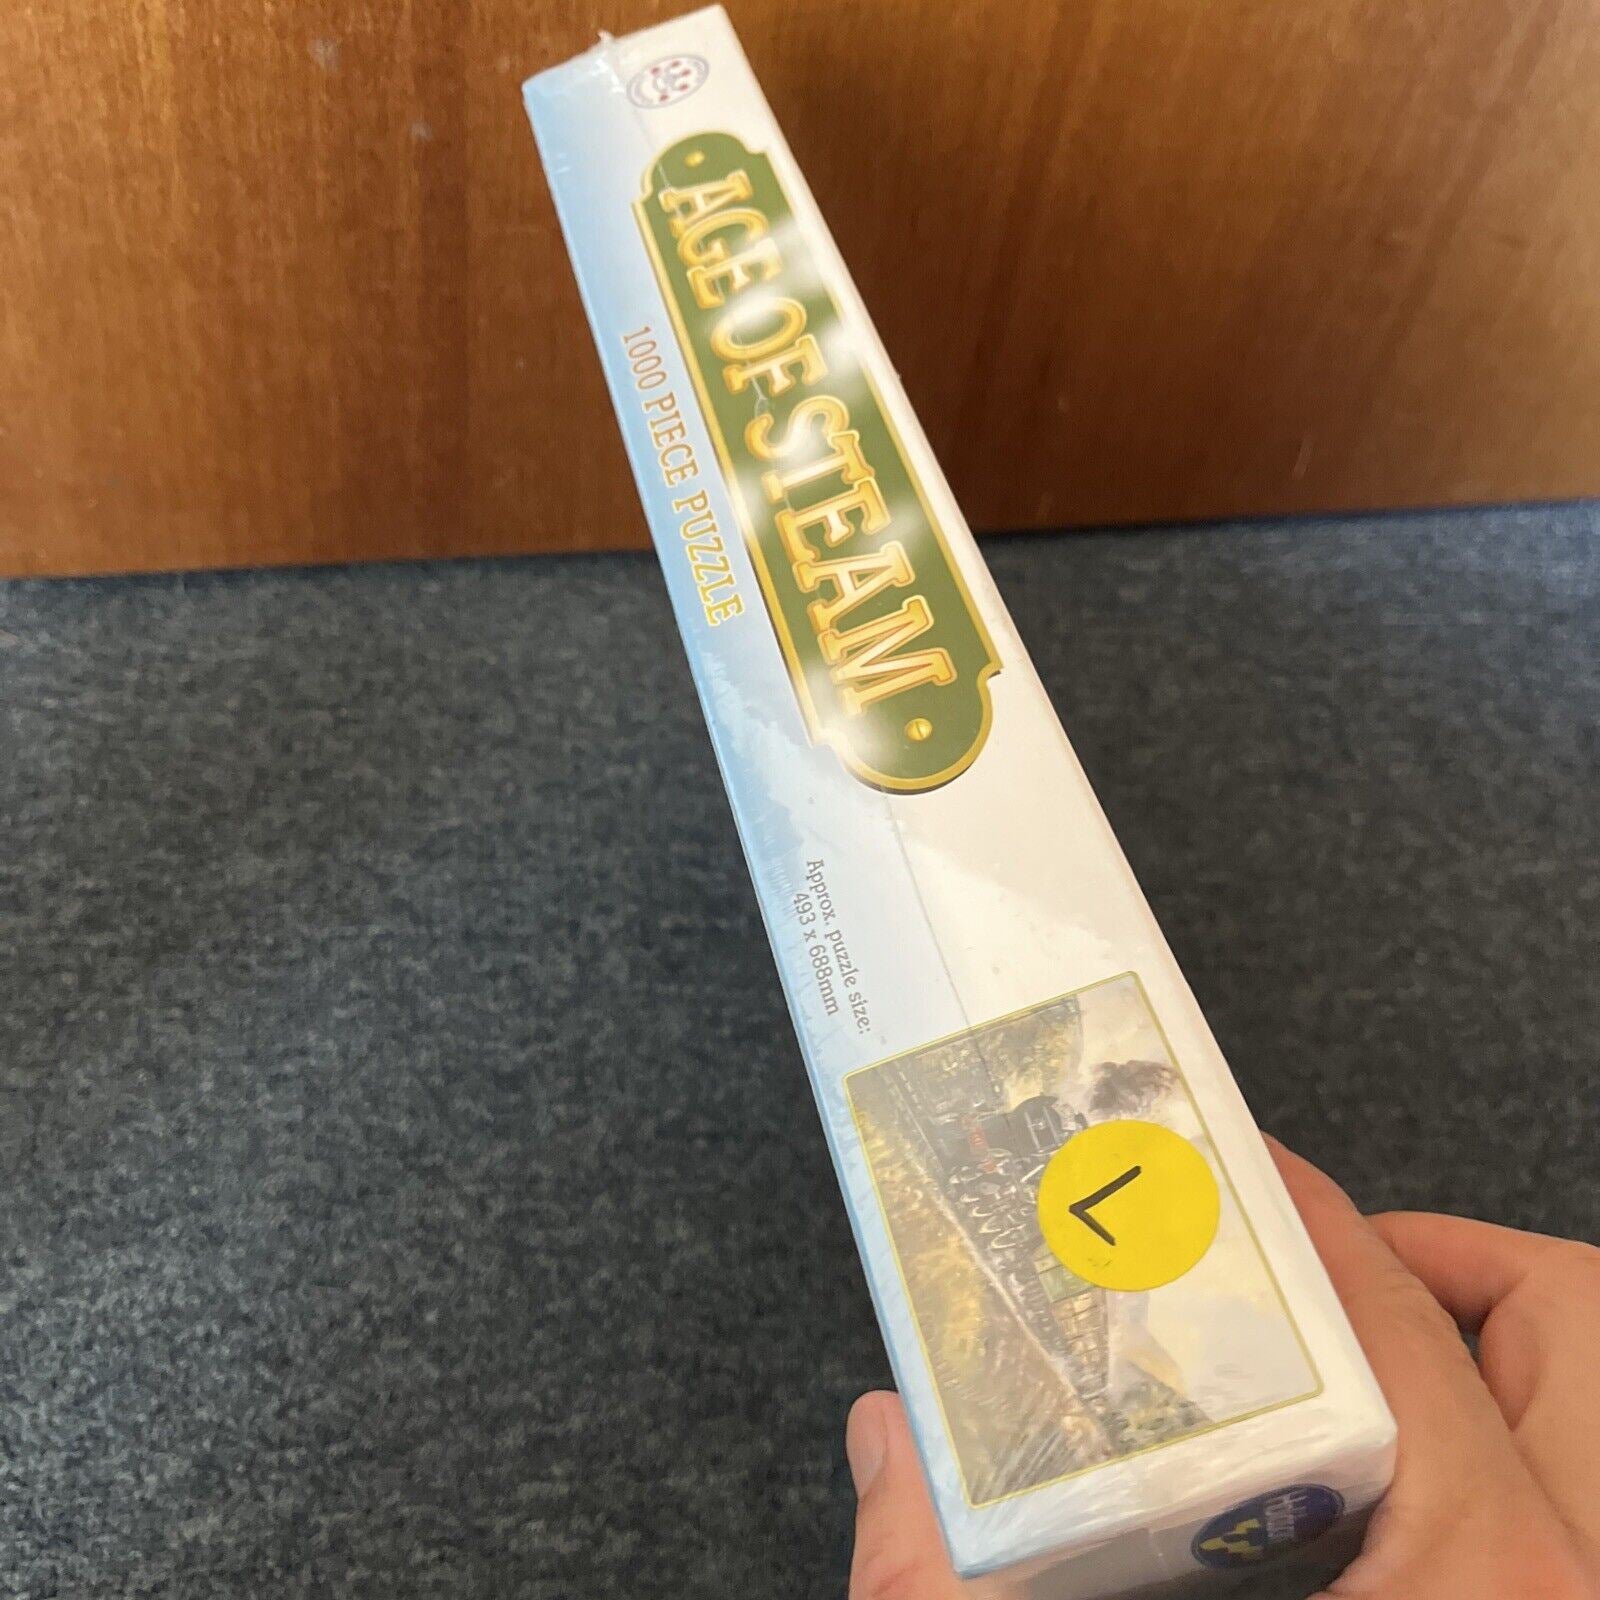 AGE OF STEAM
1000 PIECE PUZZLE
Approx. puzzle size:
493 x 688mm
L